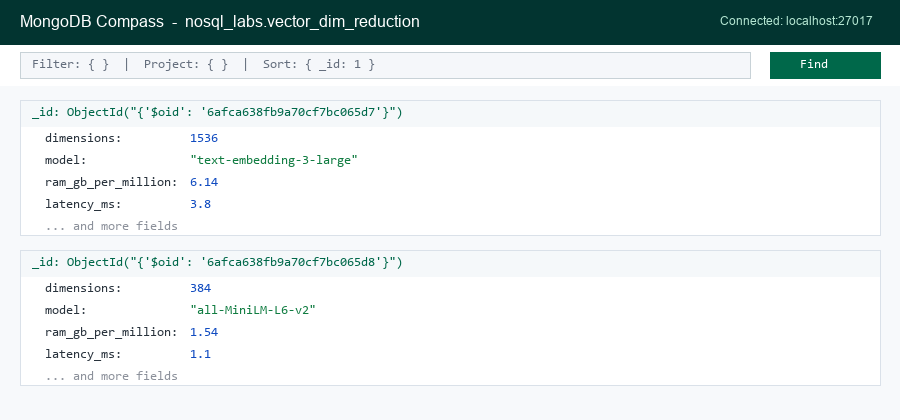 MongoDB Compass - nosql_labs.vector_dim_reduction
Connected: localhost:27017
Filter: { } | Project: { } | Sort: { _id: 1 }
Find
_id: ObjectId("{'$oid': '6afca638fb9a70cf7bc065d7'}")
dimensions: 1536
model: "text-embedding-3-large"
ram_gb_per_million: 6.14
latency_ms: 3.8
... and more fields
_id: ObjectId("{'$oid': '6afca638fb9a70cf7bc065d8'}")
dimensions: 384
model: "all-MiniLM-L6-v2"
ram_gb_per_million: 1.54
latency_ms: 1.1
... and more fields